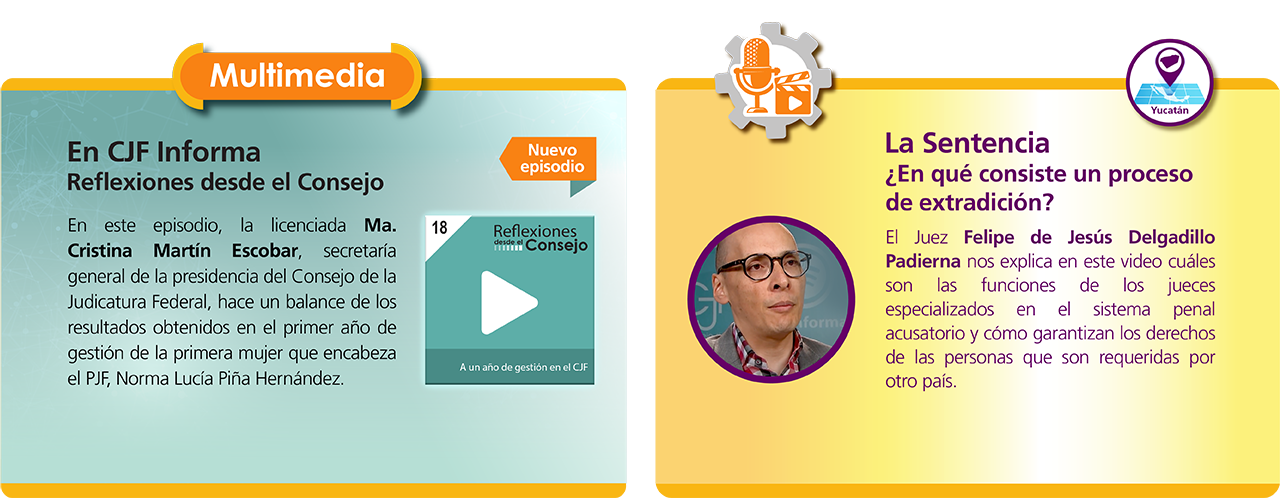 Multimedia
En CJF Informa
Reflexiones desde el Consejo
Nuevo
episodio
En este episodio, la licenciada Ma.
Cristina Martín Escobar, secretaría
general de la presidencia del Consejo de la
Judicatura Federal, hace un balance de los
resultados obtenidos en el primer año de
gestión de la primera mujer que encabeza
el PJF, Norma Lucía Piña Hernández.
18
Reflexiones
desde el Consejo
A un año de gestión en el CJF
Yucatán
La Sentencia
¿En qué consiste un proceso
de extradición?
El Juez Felipe de Jesús Delgadillo
Padierna nos explica en este video cuáles
son las funciones de los jueces
especializados en el sistema penal
acusatorio y cómo garantizan los derechos
de las personas que son requeridas por
otro país.